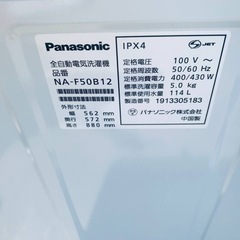 Panasonic
全自動電気洗濯機
品番
NA-F50B12
外形寸法
幅 562 mm
奥行 572 mm
高さ 880 mm
IPX4
JET
定格電圧 100 V~
定格周波数 50/60 Hz
定格消費電力 400/430 W
標準洗濯容量 5.0 kg
標準使用水量 114 L
製造番号 1913305183
パナソニック株式会社
中国製